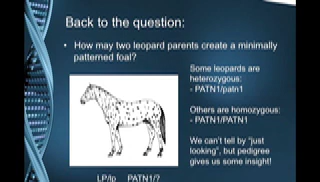 Back to the question:
• How may two leopard parents create a minimally
patterned foal?
Some leopards are
heterozygous:
- PATN1/patn1
Others are homozygous:
- PATN1/PATN1
We can't tell by "just
looking", but pedigree
gives us some insight!
LP/lp PATN1/?